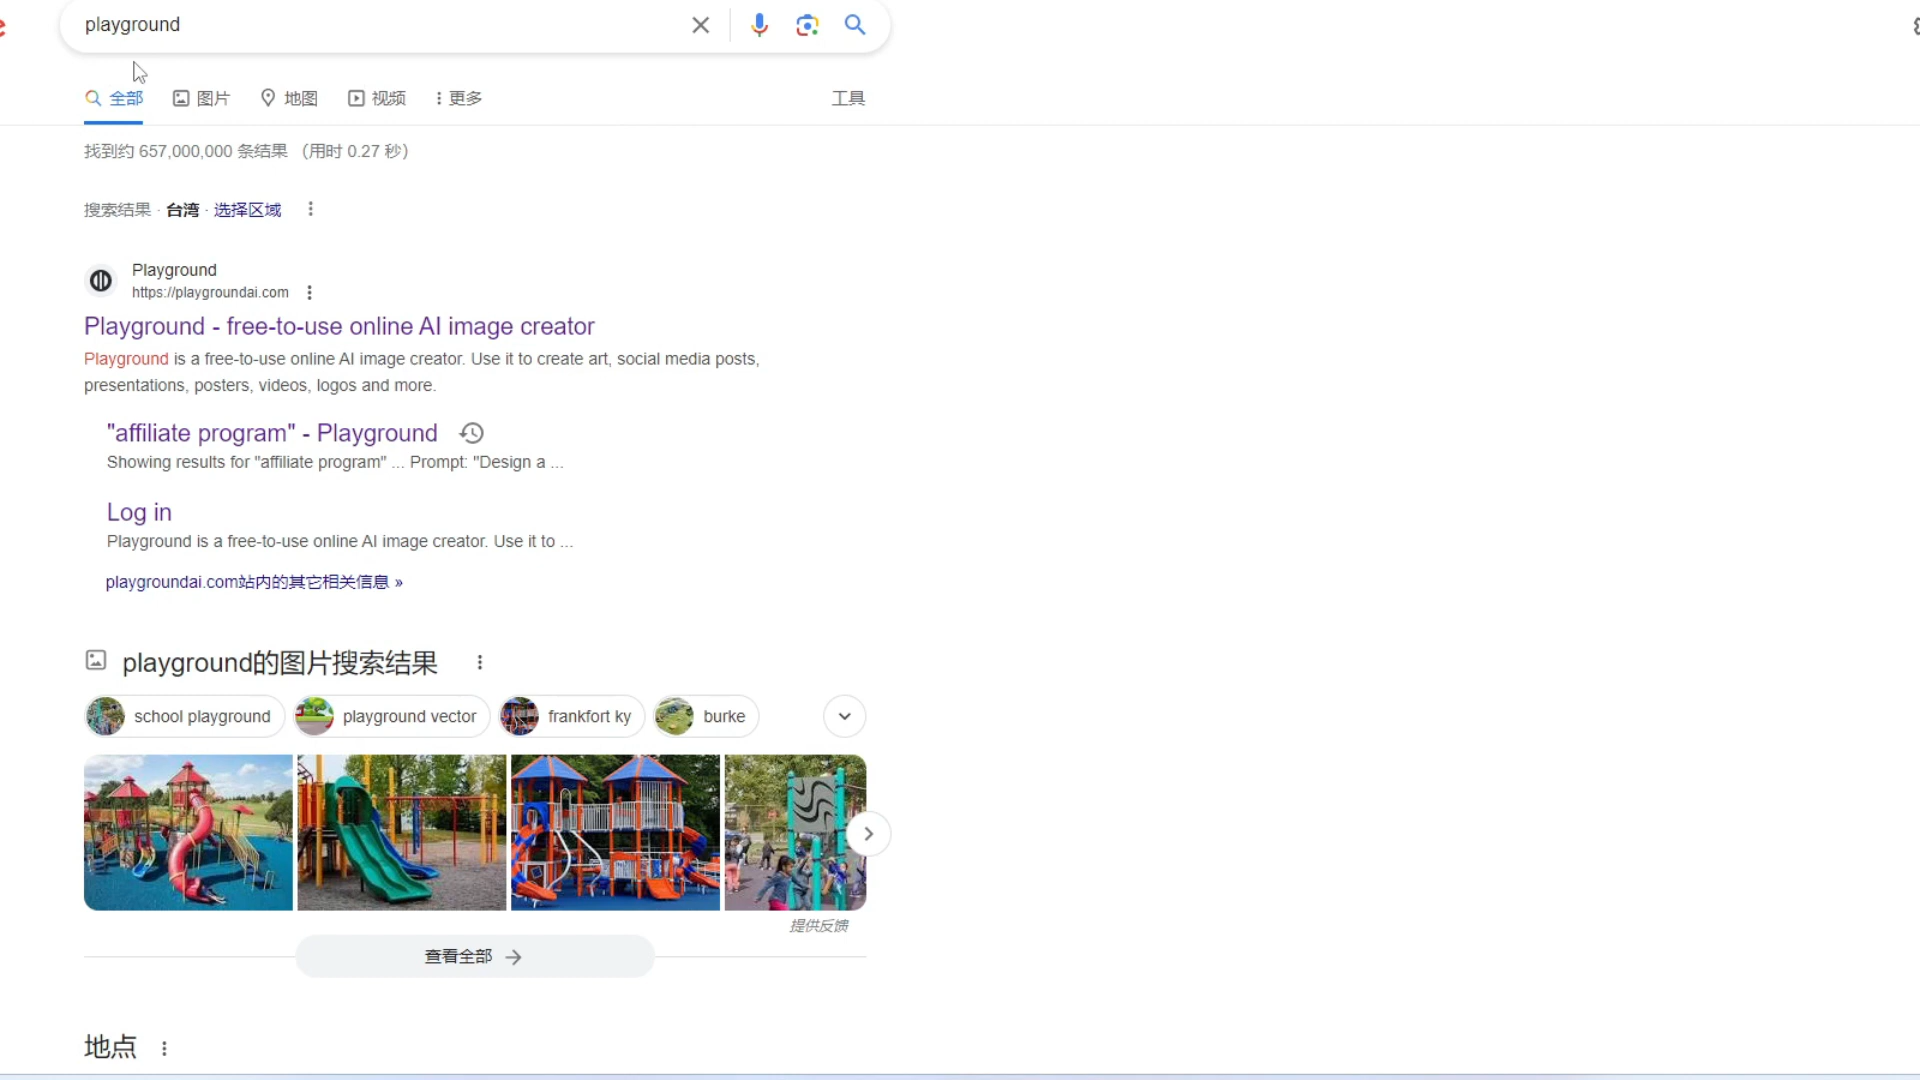 playground
全部
图片
地图
视频
更多
工具
找到约 657,000,000 条结果 （用时 0.27 秒）
搜索结果 · 台湾 · 选择区域
Playground
https://playgroundai.com
Playground - free-to-use online AI image creator
Playground is a free-to-use online AI image creator. Use it to create art, social media posts,
presentations, posters, videos, logos and more.
"affiliate program" - Playground
Showing results for "affiliate program" ... Prompt: "Design a ...
Log in
Playground is a free-to-use online AI image creator. Use it to ...
playgroundai.com站内的其它相关信息 »
playground的图片搜索结果
school playground
playground vector
frankfort ky
burke
提供反馈
查看全部
地点